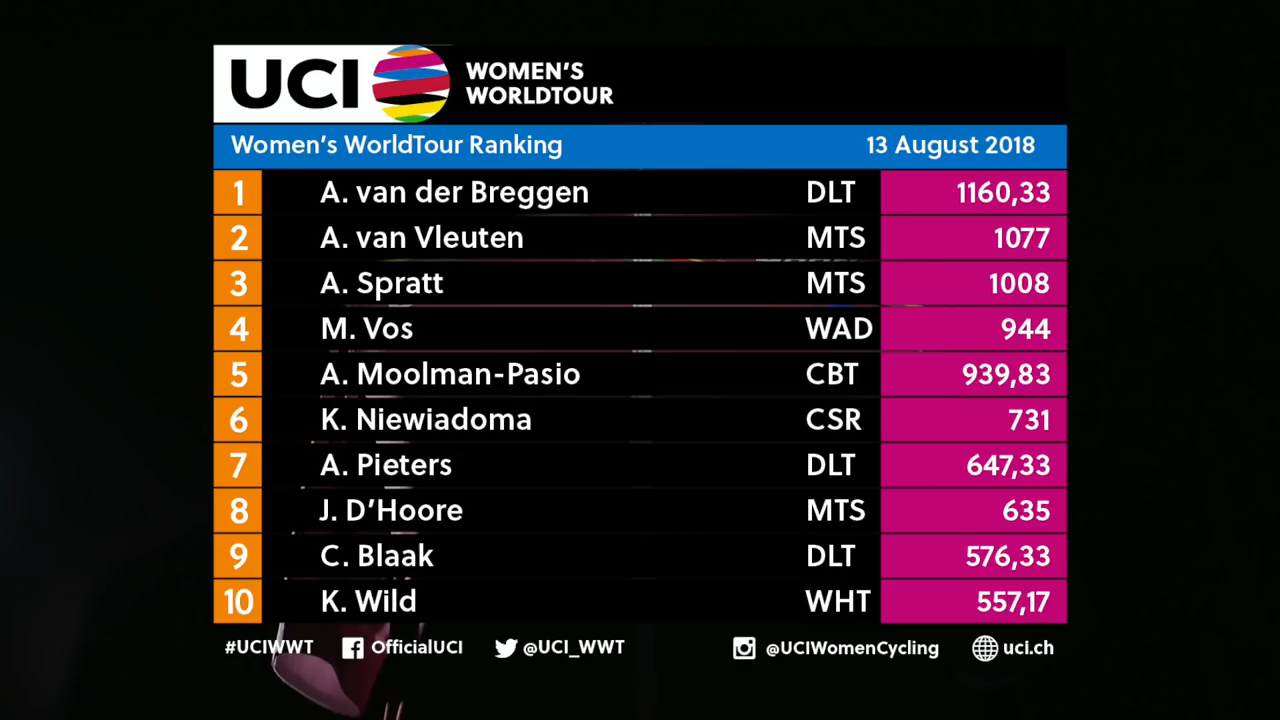 UCI WOMEN'S
WORLDTOUR
Women's WorldTour Ranking 13 August 2018
1 A. van der Breggen DLT 1160,33
2 A. van Vleuten MTS 1077
3 A. Spratt MTS 1008
4 M. Vos WAD 944
5 A. Moolman-Pasio CBT 939,83
6 K. Niewiadoma CSR 731
7 A. Pieters DLT 647,33
8 J. D'Hoore MTS 635
9 C. Blaak DLT 576,33
10 K. Wild WHT 557,17
#UCIWWT OfficialUCI @UCI_WWT @UCIWomenCycling uci.ch